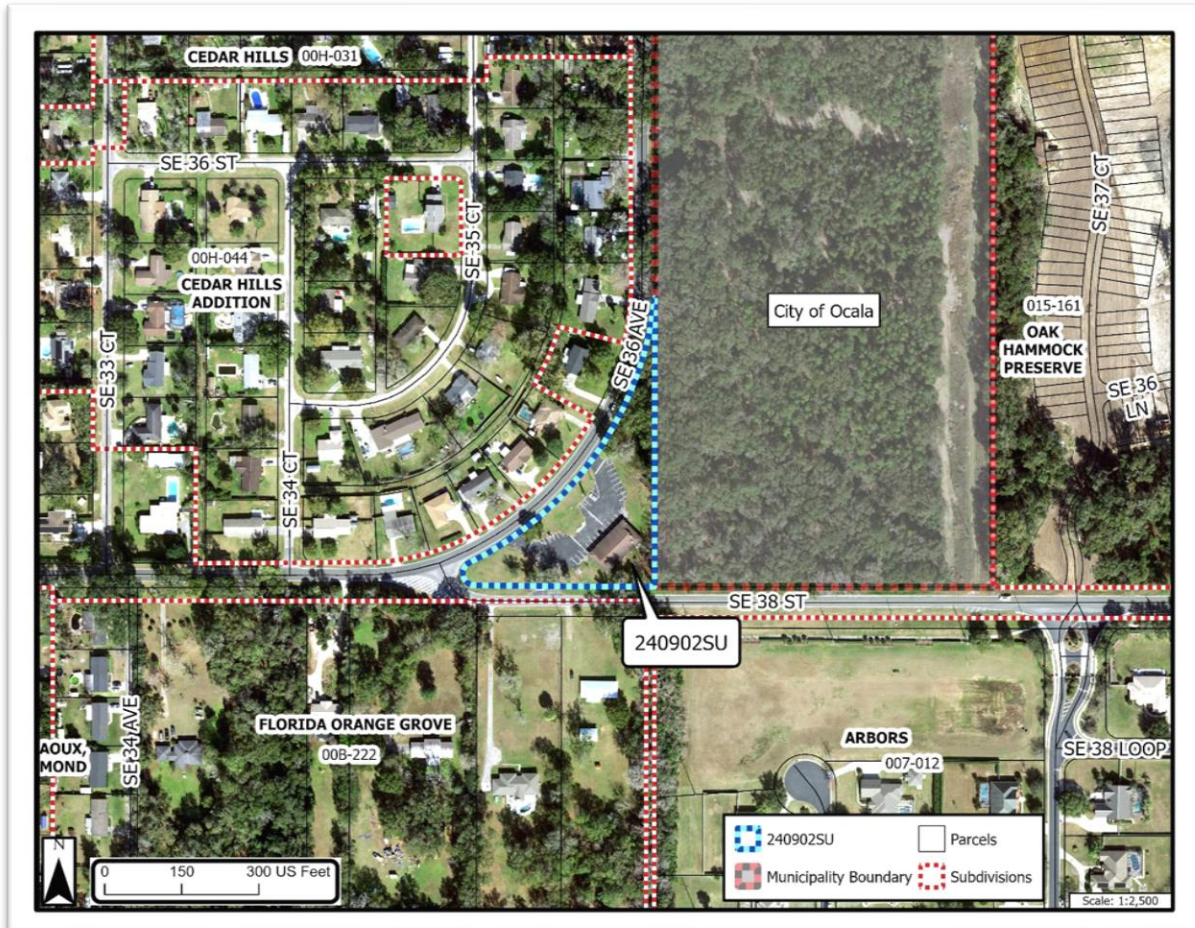 CEDAR HILLS 00H-031
SE 36 ST
SE 35 CT
00H-044
CEDAR HILLS
ADDITION
SE 33 CT
SE 34 CT
SE 36 AVE
City of Ocala
SE 37 CT
015-161
OAK
HAMMOCK
PRESERVE
SE 36
LN
SE 38 ST
240902SU
FLORIDA ORANGE GROVE
00B-222
AOUX,
MOND
SE 34 AVE
ARBORS
007-012
SE 38 LOOP
N
0 150 300 US Feet
240902SU
Parcels
Municipality Boundary
Subdivisions
Scale: 1:2,500